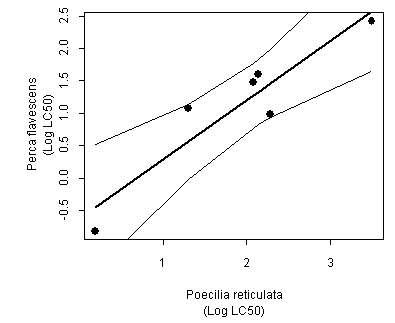 Perca flavescens
(Log LC50)
2.5
2.0
1.5
1.0
0.5
0.0
-0.5
1
2
3
Poecilia reticulata
(Log LC50)